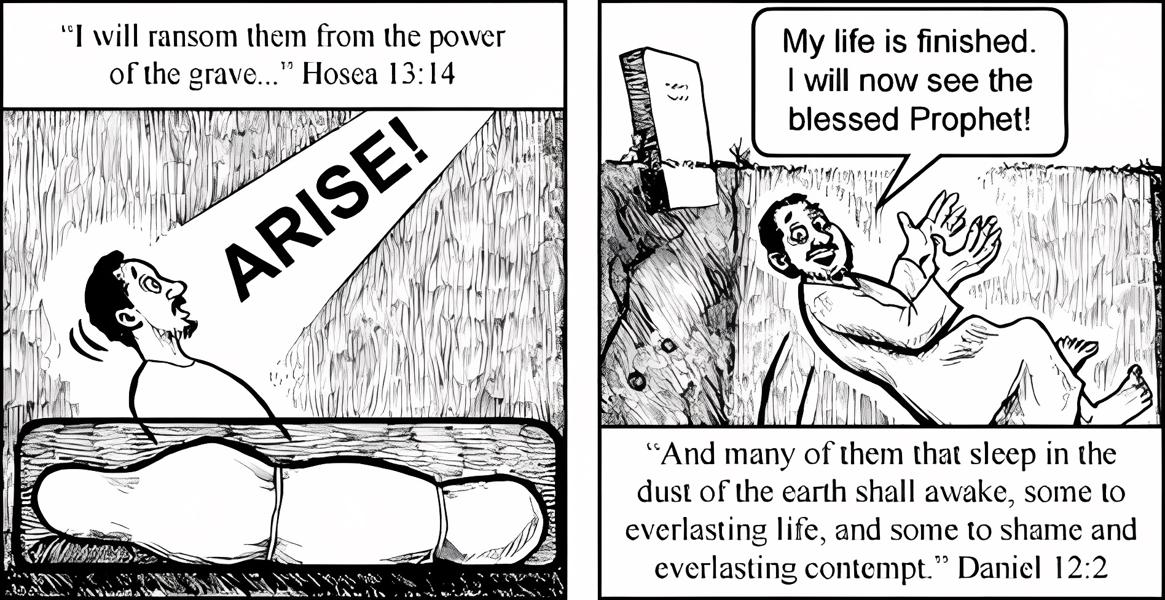 “I will ransom them from the power
of the grave...” Hosea 13:14
ARISE!
My life is finished.
I will now see the
blessed Prophet!
“And many of them that sleep in the
dust of the earth shall awake, some to
everlasting life, and some to shame and
everlasting contempt.” Daniel 12:2